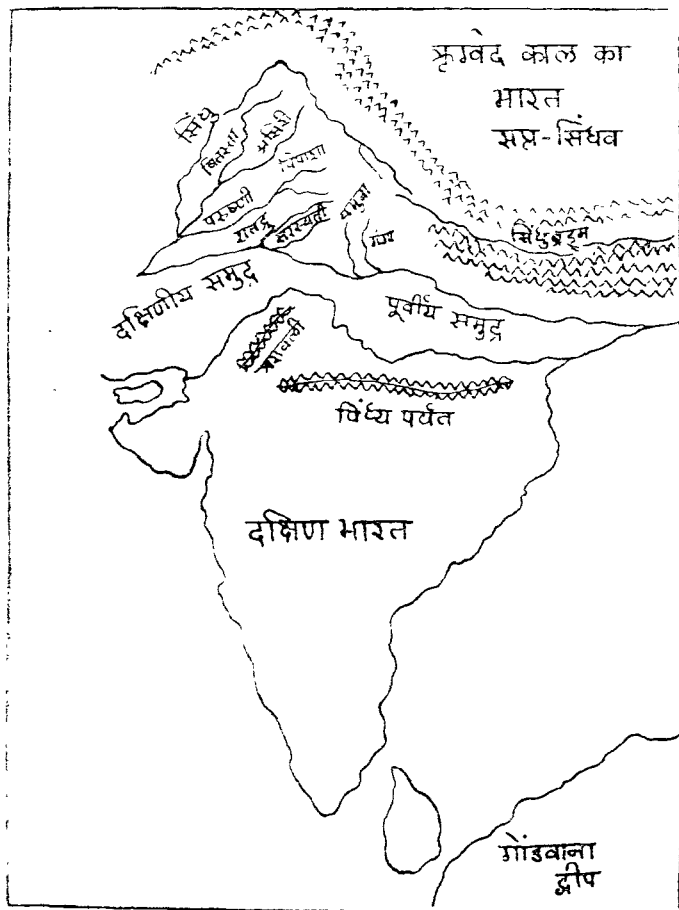 ऋग्वेद काल का
भारत
सप्त-सिंधव
सिंधु
वितस्ता
असिरी
विपाशा
परुष्णी
शतद्रु
सरस्वती
यमुना
गंगा
दक्षिणीय समुद्र
पूर्वीय समुद्र
अरावली
विंध्य पर्वत
दक्षिण भारत
गोंडवाना
द्वीप